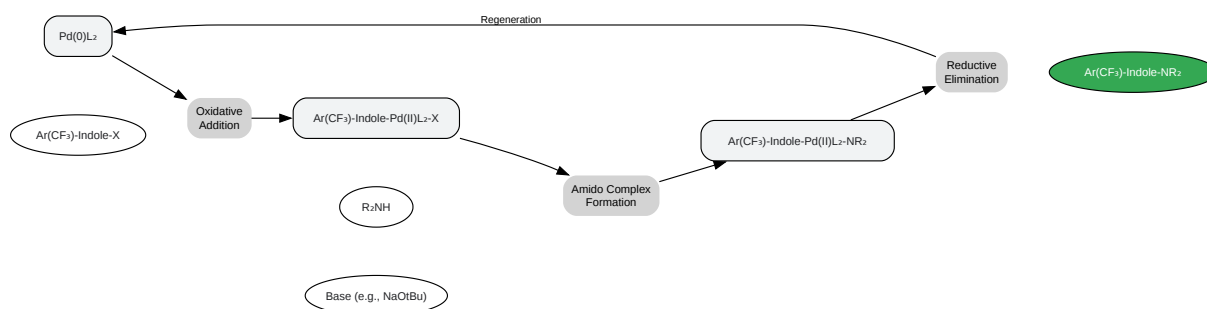 Regeneration
Pd(0)L₂
Reductive
Elimination
Ar(CF₃)-Indole-NR₂
Oxidative
Addition
Ar(CF₃)-Indole-Pd(II)L₂-X
Ar(CF₃)-Indole-X
Ar(CF₃)-Indole-Pd(II)L₂-NR₂
Amido Complex
Formation
R₂NH
Base (e.g., NaOtBu)